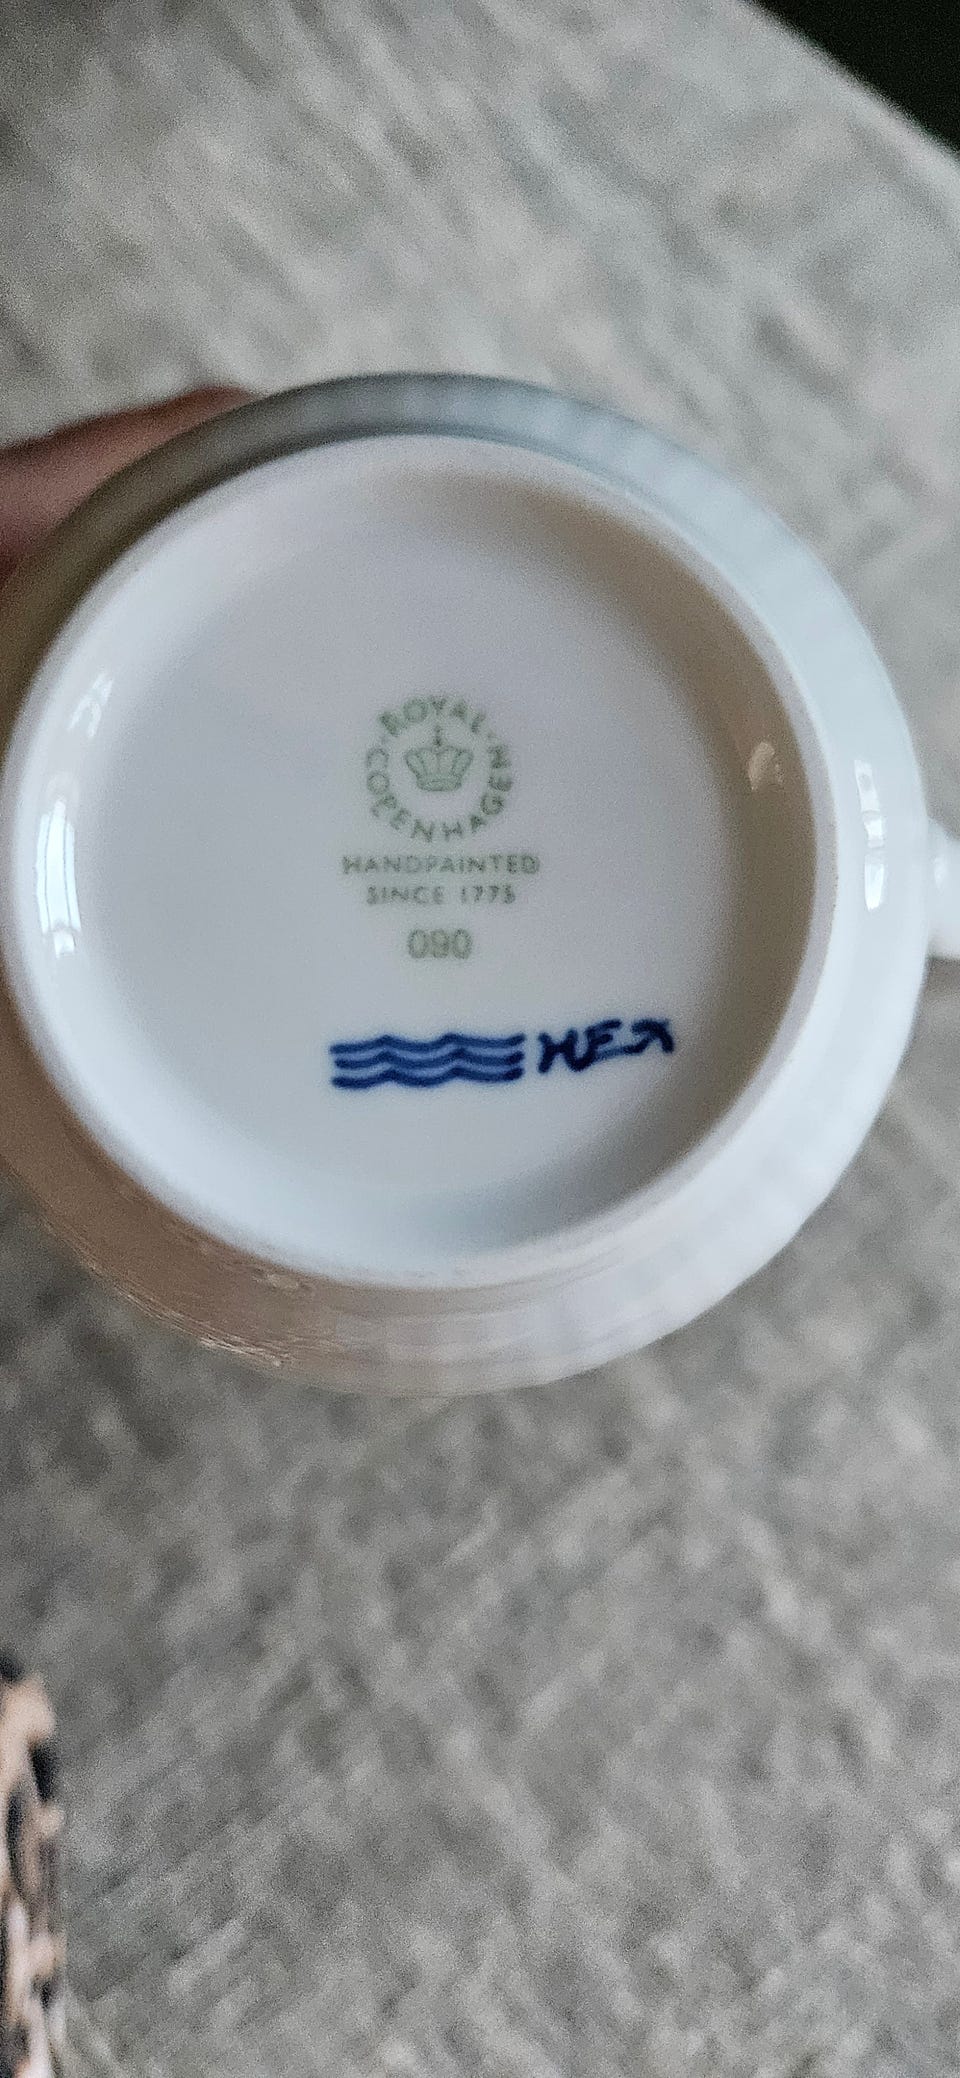 ROYAL COPENHAGEN
HANDPAINTED
SINCE 1775
090